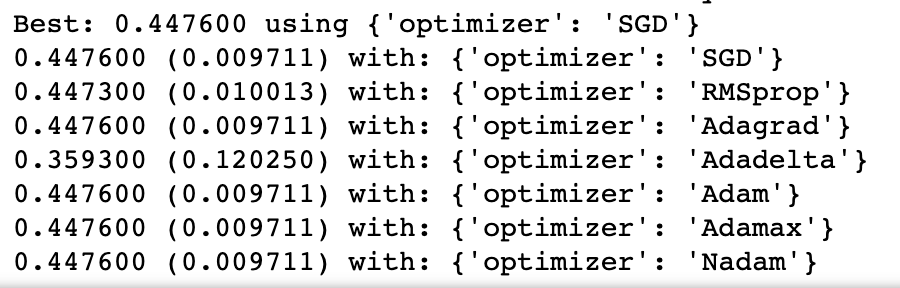 Best: 0.447600 using {'optimizer': 'SGD'}
0.447600 (0.009711) with: {'optimizer': 'SGD'}
0.447300 (0.010013) with: {'optimizer': 'RMSprop'}
0.447600 (0.009711) with: {'optimizer': 'Adagrad'}
0.359300 (0.120250) with: {'optimizer': 'Adadelta'}
0.447600 (0.009711) with: {'optimizer': 'Adam'}
0.447600 (0.009711) with: {'optimizer': 'Adamax'}
0.447600 (0.009711) with: {'optimizer': 'Nadam'}